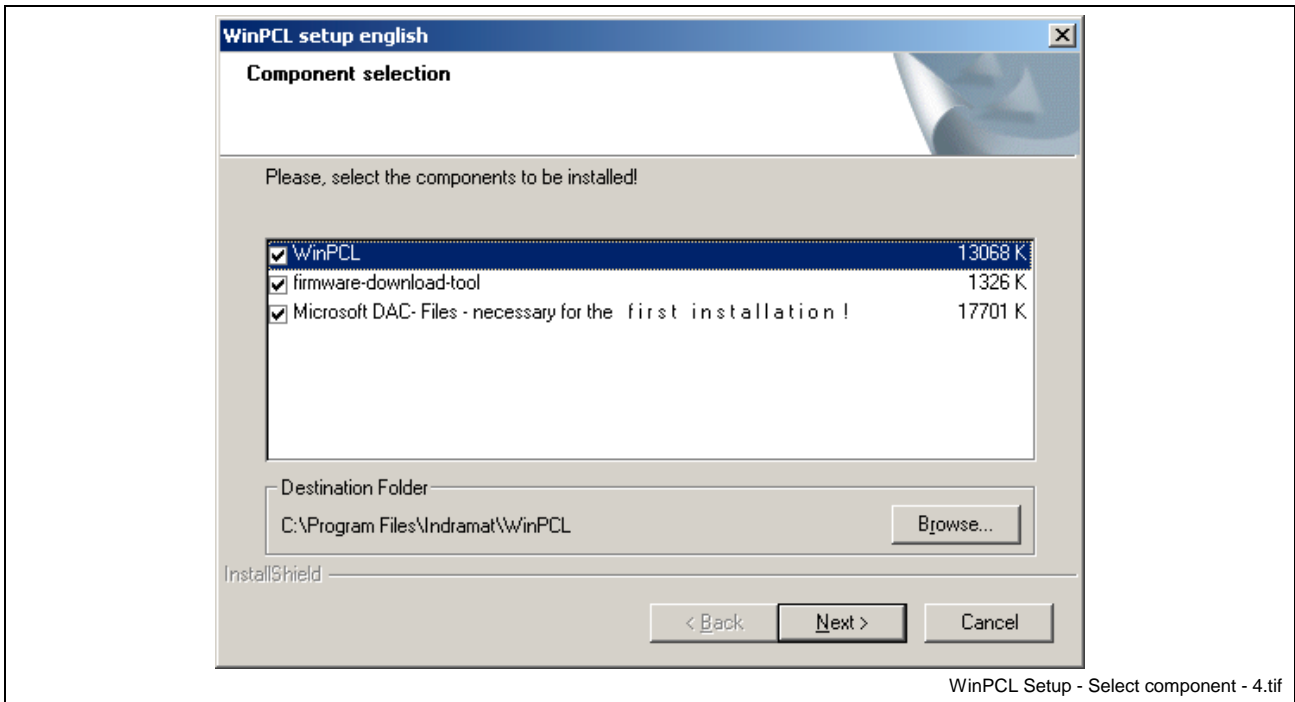 WinPCL setup english
Component selection
Please, select the components to be installed!
WinPCL 13068 K
firmware-download-tool 1326 K
Microsoft DAC- Files - necessary for the f i r s t i n s t a l l a t i o n ! 17701 K
Destination Folder
C:\Program Files\Indramat\WinPCL
Browse...
InstallShield
< Back Next > Cancel
WinPCL Setup - Select component - 4.tif